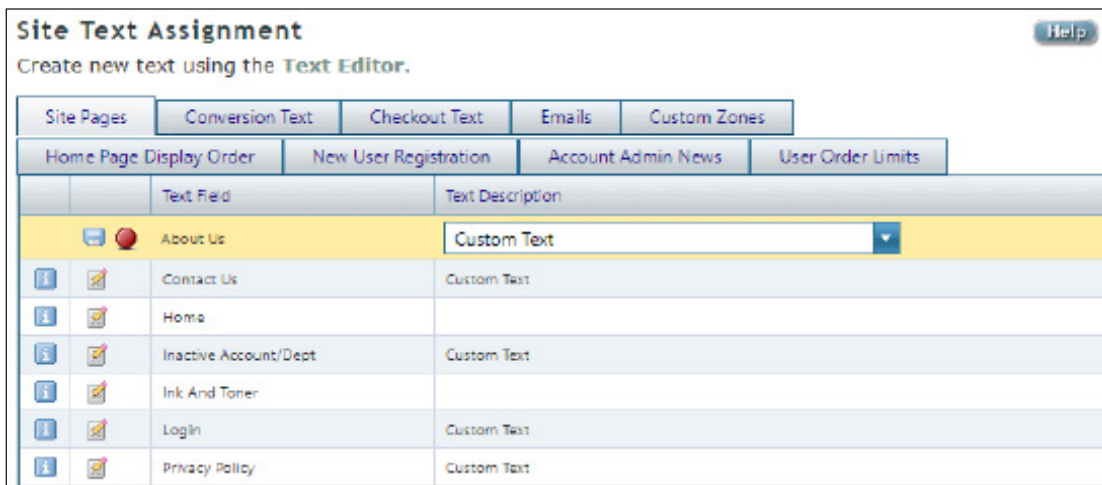 Site Text Assignment
Help
Create new text using the Text Editor.
Site Pages Conversion Text Checkout Text Emails Custom Zones
Home Page Display Order New User Registration Account Admin News User Order Limits
Text Field Text Description
About Us Custom Text
Contact Us Custom Text
Home
Inactive Account/Dept Custom Text
Ink And Toner
Login Custom Text
Privacy Policy Custom Text